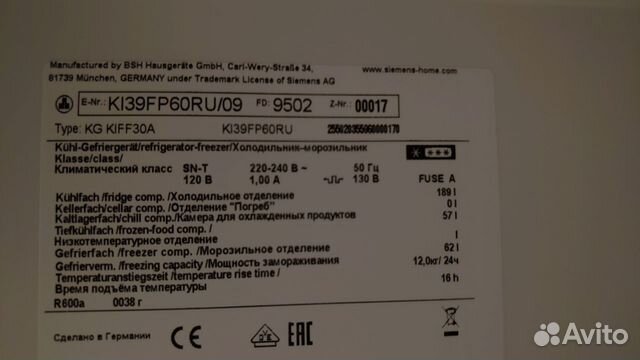 Manufactured by BSH Hausgeräte GmbH, Carl-Wery-Straße 34, www.siemens-home.com
81739 München, GERMANY under Trademark License of Siemens AG
E-Nr.: KI39FP60RU/09 FD: 9502 Z-Nr.: 00017
Type: KG KIFF30A KI39FP60RU
Kühl-Gefriergerät/refrigerator-freezer/Холодильник-морозильник
Klasse/class/
Климатический класс SN-T 220-240 В ~ 50 Гц
120 В 1,00 А 130 В FUSE A
Kühlfach /fridge comp. /Холодильное отделение 189 l
Kellerfach/cellar comp. /Отделение "Погреб" 0 l
Kaltlagerfach/chill comp./Камера для охлажденных продуктов 57 l
Tiefkühlfach /frozen-food comp. /
Низкотемпературное отделение l
Gefrierfach /freezer comp. /Морозильное отделение 62 l
Gefrierverm. /freezing capacity /Мощность замораживания 12,0кг/ 24ч
Temperaturanstiegszeit /temperature rise time /
Время подъёма температуры 16 h
R600a 0038 г
Сделано в Германии CE EAC
Avito